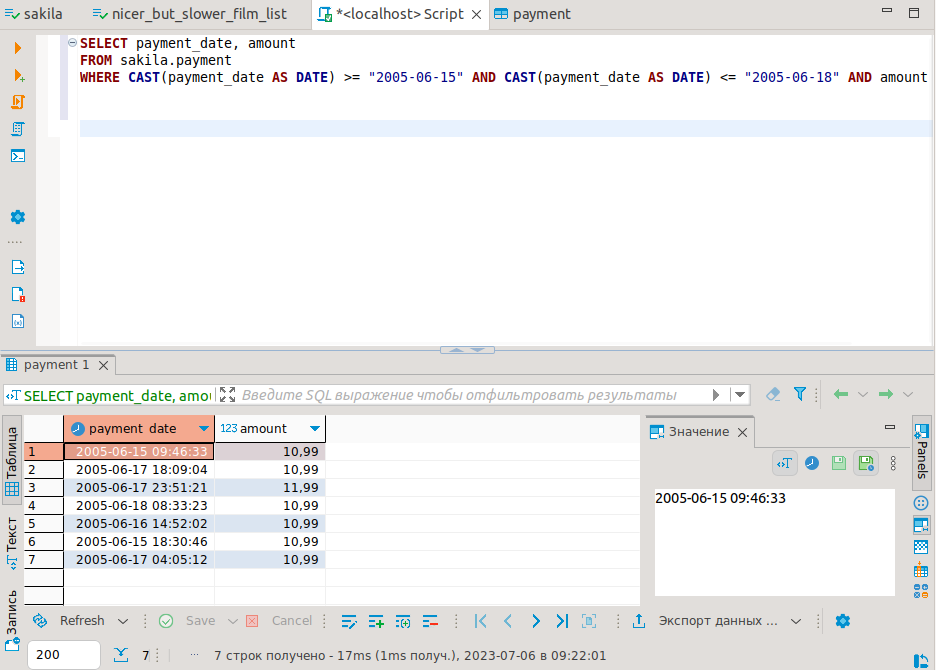 sakila nicer_but_slower_film_list *<localhost> Script payment
SELECT payment_date, amount
FROM sakila.payment
WHERE CAST(payment_date AS DATE) >= "2005-06-15" AND CAST(payment_date AS DATE) <= "2005-06-18" AND amount
payment 1
SELECT payment_date, amou Введите SQL выражение чтобы отфильтровать результаты
Таблица
Текст
Запись
payment_date 123 amount
1 2005-06-15 09:46:33 10,99
2 2005-06-17 18:09:04 10,99
3 2005-06-17 23:51:21 11,99
4 2005-06-18 08:33:23 10,99
5 2005-06-16 14:52:02 10,99
6 2005-06-15 18:30:46 10,99
7 2005-06-17 04:05:12 10,99
Значение
2005-06-15 09:46:33
Panels
Refresh Save Cancel Экспорт данных ...
200 7 ... 7 строк получено - 17ms (1ms получ.), 2023-07-06 в 09:22:01